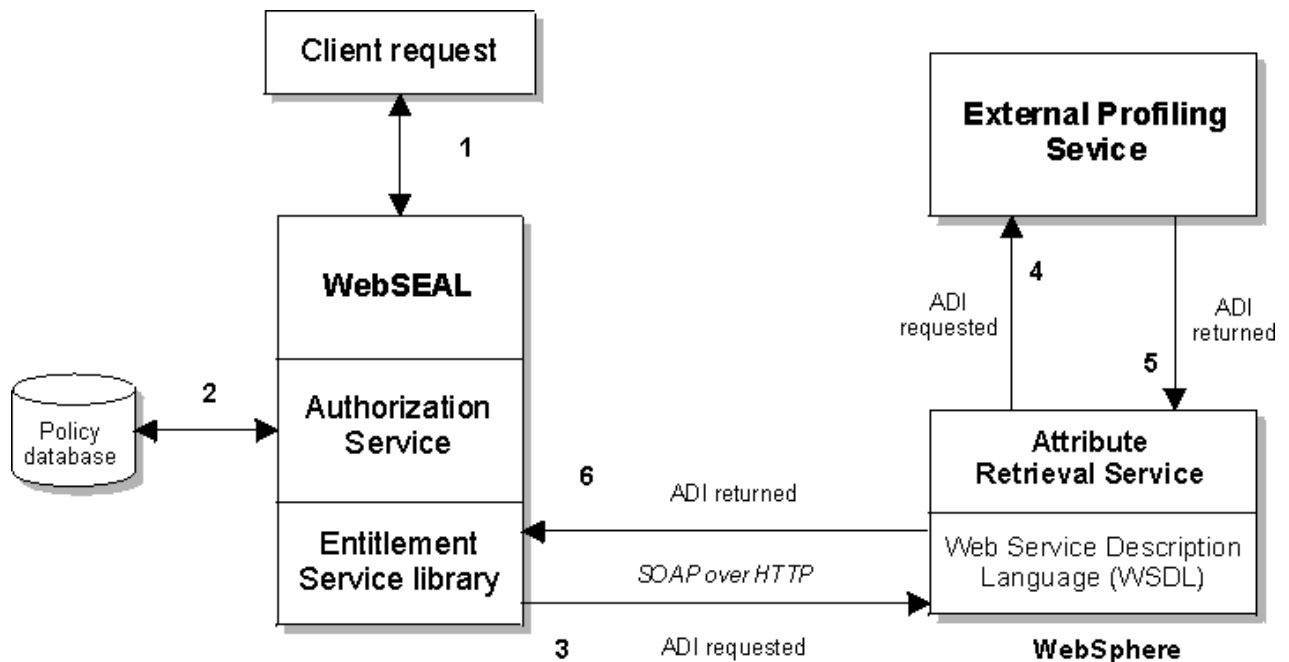 Client request
1
External Profiling
Sevice
WebSEAL
4
ADI
requested
ADI
returned
5
2
Policy
database
Authorization
Service
Attribute
Retrieval Service
6
ADI returned
Entitlement
Service library
SOAP over HTTP
Web Service Description
Language (WSDL)
3
ADI requested
WebSphere